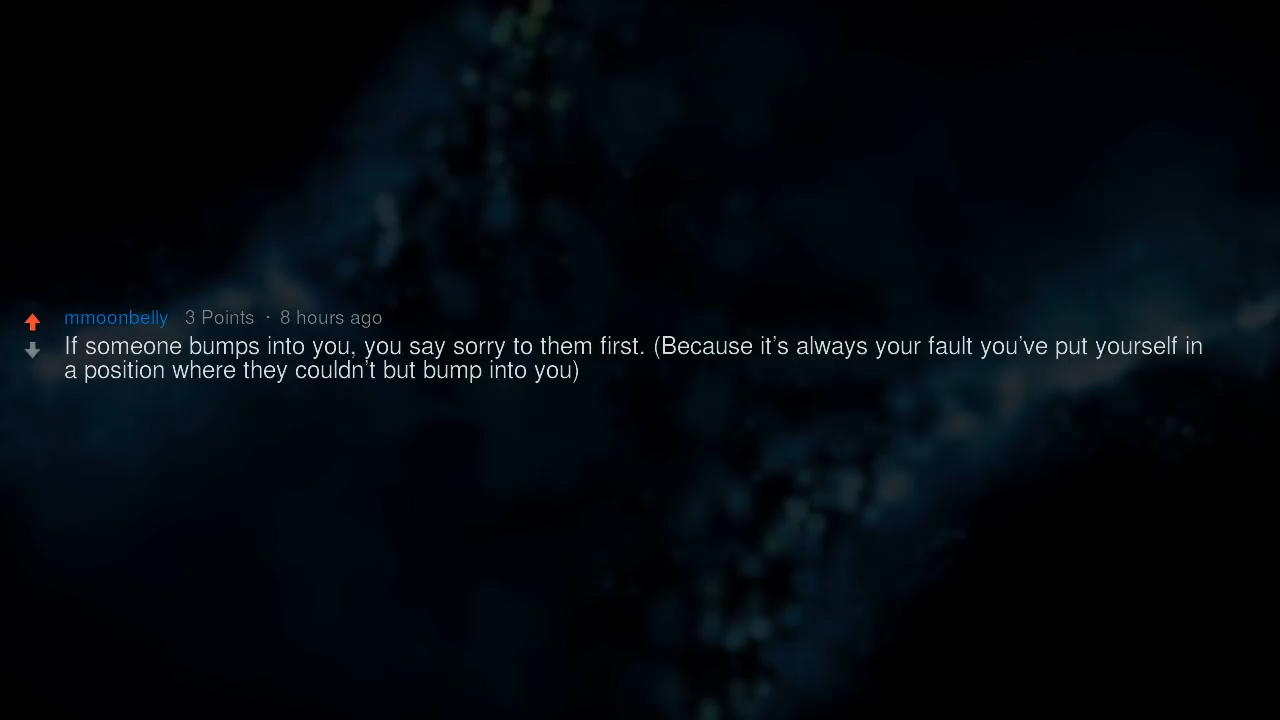 mmoonbelly 3 Points · 8 hours ago
If someone bumps into you, you say sorry to them first. (Because it’s always your fault you’ve put yourself in
a position where they couldn’t but bump into you)